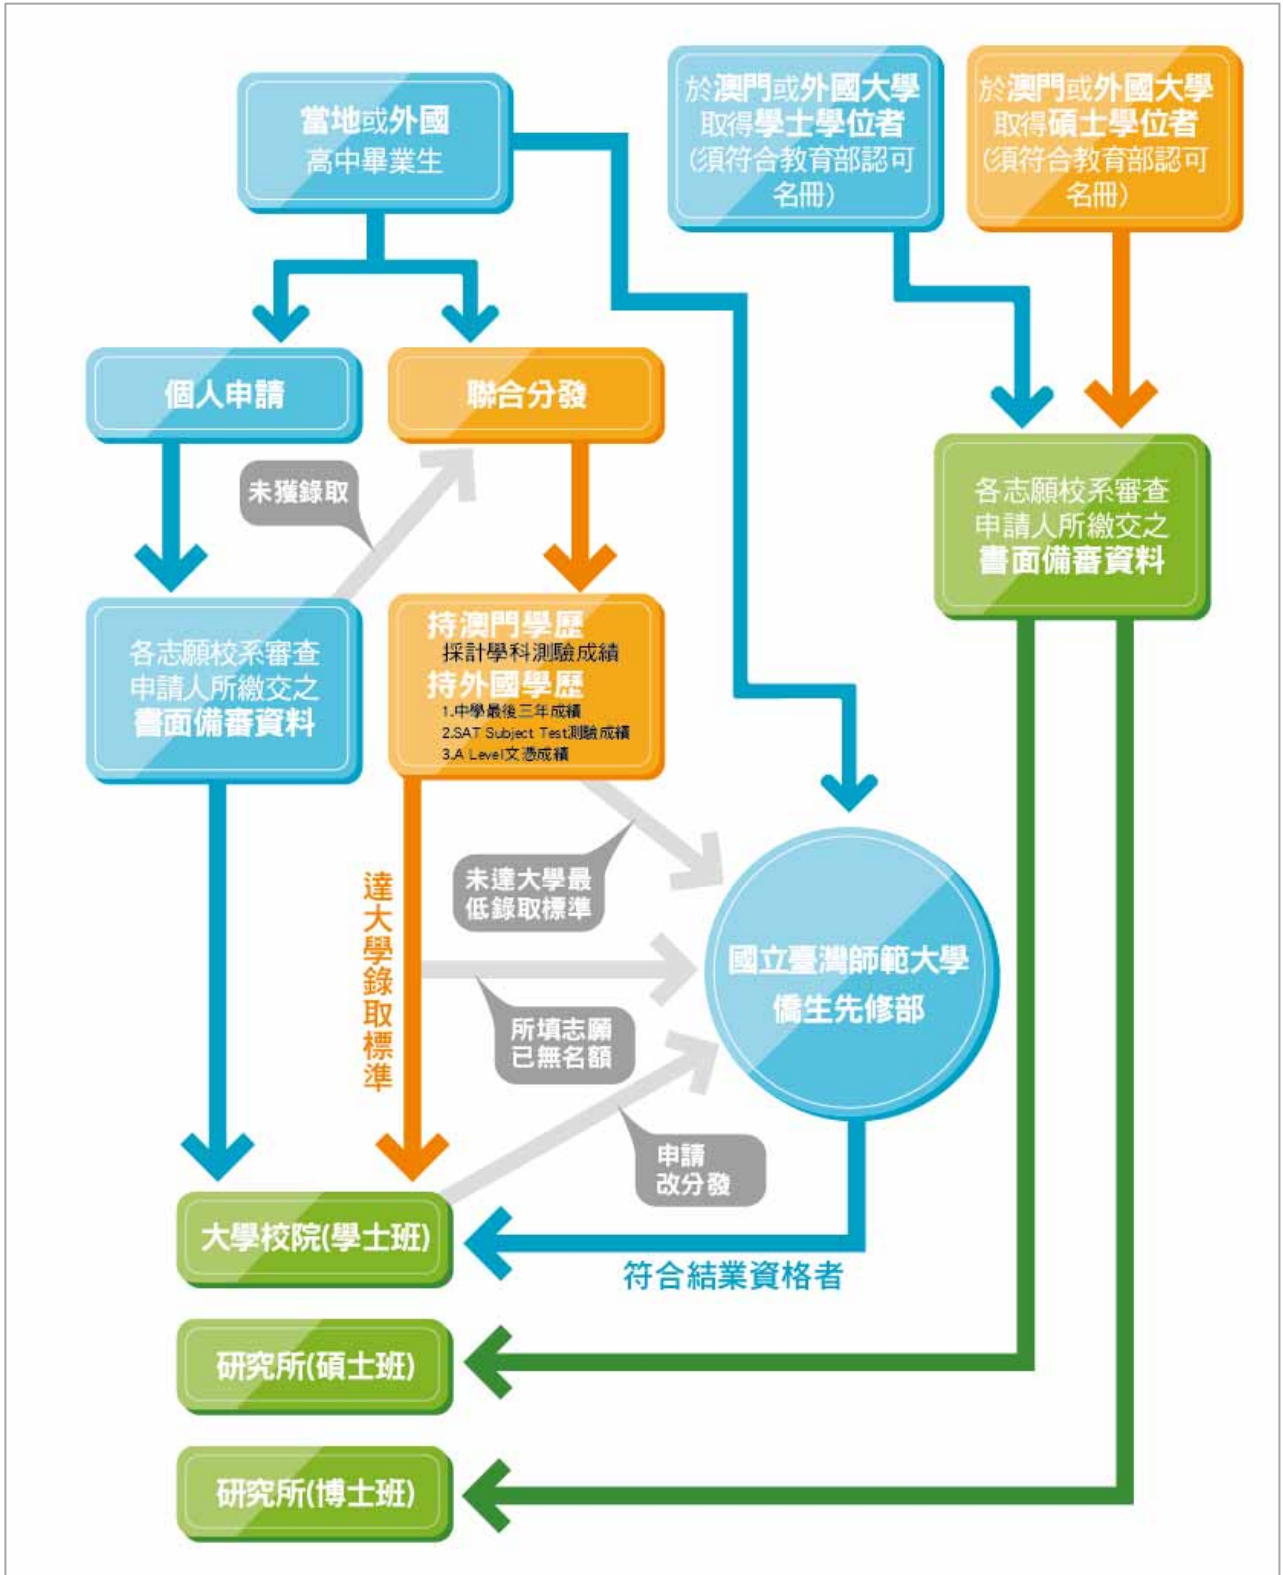 當地或外國
高中畢業生
於澳門或外國大學
取得學士學位者
(須符合教育部認可
名冊)
於澳門或外國大學
取得碩士學位者
(須符合教育部認可
名冊)
個人申請
聯合分發
未獲錄取
各志願校系審查
申請人所繳交之
書面備審資料
各志願校系審查
申請人所繳交之
書面備審資料
持澳門學歷
採計學科測驗成績
持外國學歷
1.中學最後三年成績
2.SAT Subject Test測驗成績
3.A Level文憑成績
達大學錄取標準
未達大學最
低錄取標準
所填志願
已無名額
申請
改分發
國立臺灣師範大學
僑生先修部
符合結業資格者
大學校院(學士班)
研究所(碩士班)
研究所(博士班)